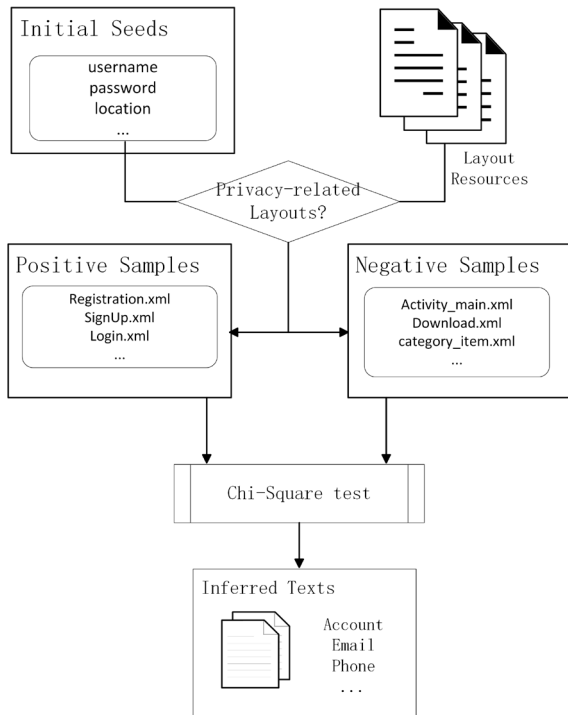 Initial Seeds
username
password
location
...
Layout
Resources
Privacy-related
Layouts?
Positive Samples
Registration.xml
SignUp.xml
Login.xml
...
Negative Samples
Activity_main.xml
Download.xml
category_item.xml
...
Chi-Square test
Inferred Texts
Account
Email
Phone
...